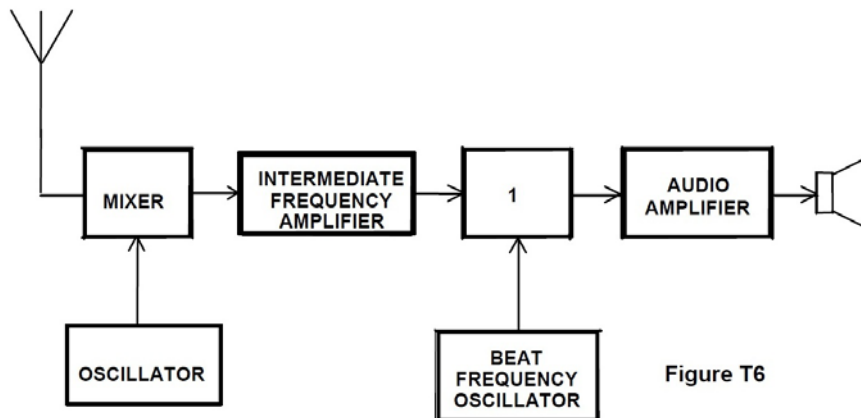 MIXER
INTERMEDIATE
FREQUENCY
AMPLIFIER
1
AUDIO
AMPLIFIER
OSCILLATOR
BEAT
FREQUENCY
OSCILLATOR
Figure T6